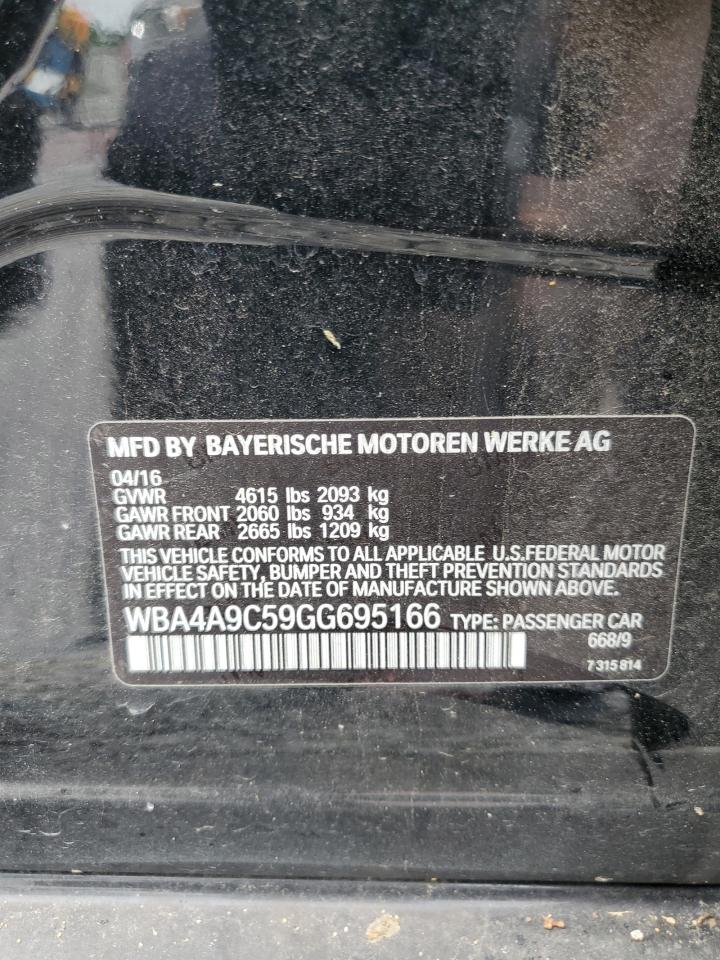 MFD BY BAYERISCHE MOTOREN WERKE AG
04/16
GVWR 4615 lbs 2093 kg
GAWR FRONT 2060 lbs 934 kg
GAWR REAR 2665 lbs 1209 kg
THIS VEHICLE CONFORMS TO ALL APPLICABLE U.S.FEDERAL MOTOR
VEHICLE SAFETY, BUMPER AND THEFT PREVENTION STANDARDS
IN EFFECT ON THE DATE OF MANUFACTURE SHOWN ABOVE.
WBA4A9C59GG695166 TYPE: PASSENGER CAR
668/9
7 315 814